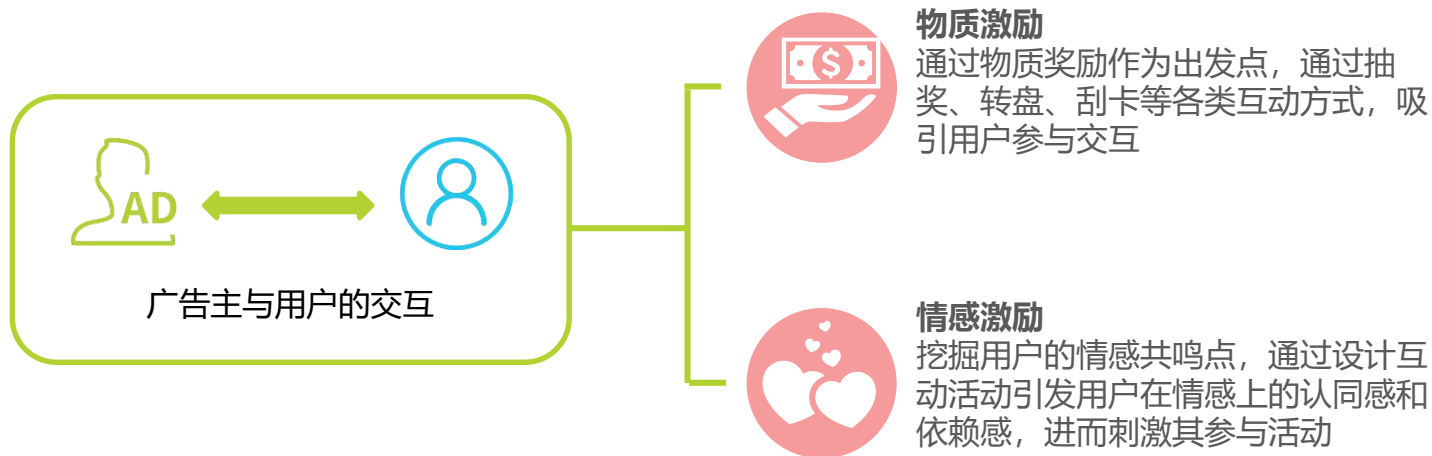 AD
广告主与用户的交互
物质激励
通过物质奖励作为出发点，通过抽
奖、转盘、刮卡等各类互动方式，吸
引用户参与交互
情感激励
挖掘用户的情感共鸣点，通过设计互
动活动引发用户在情感上的认同感和
依赖感，进而刺激其参与活动